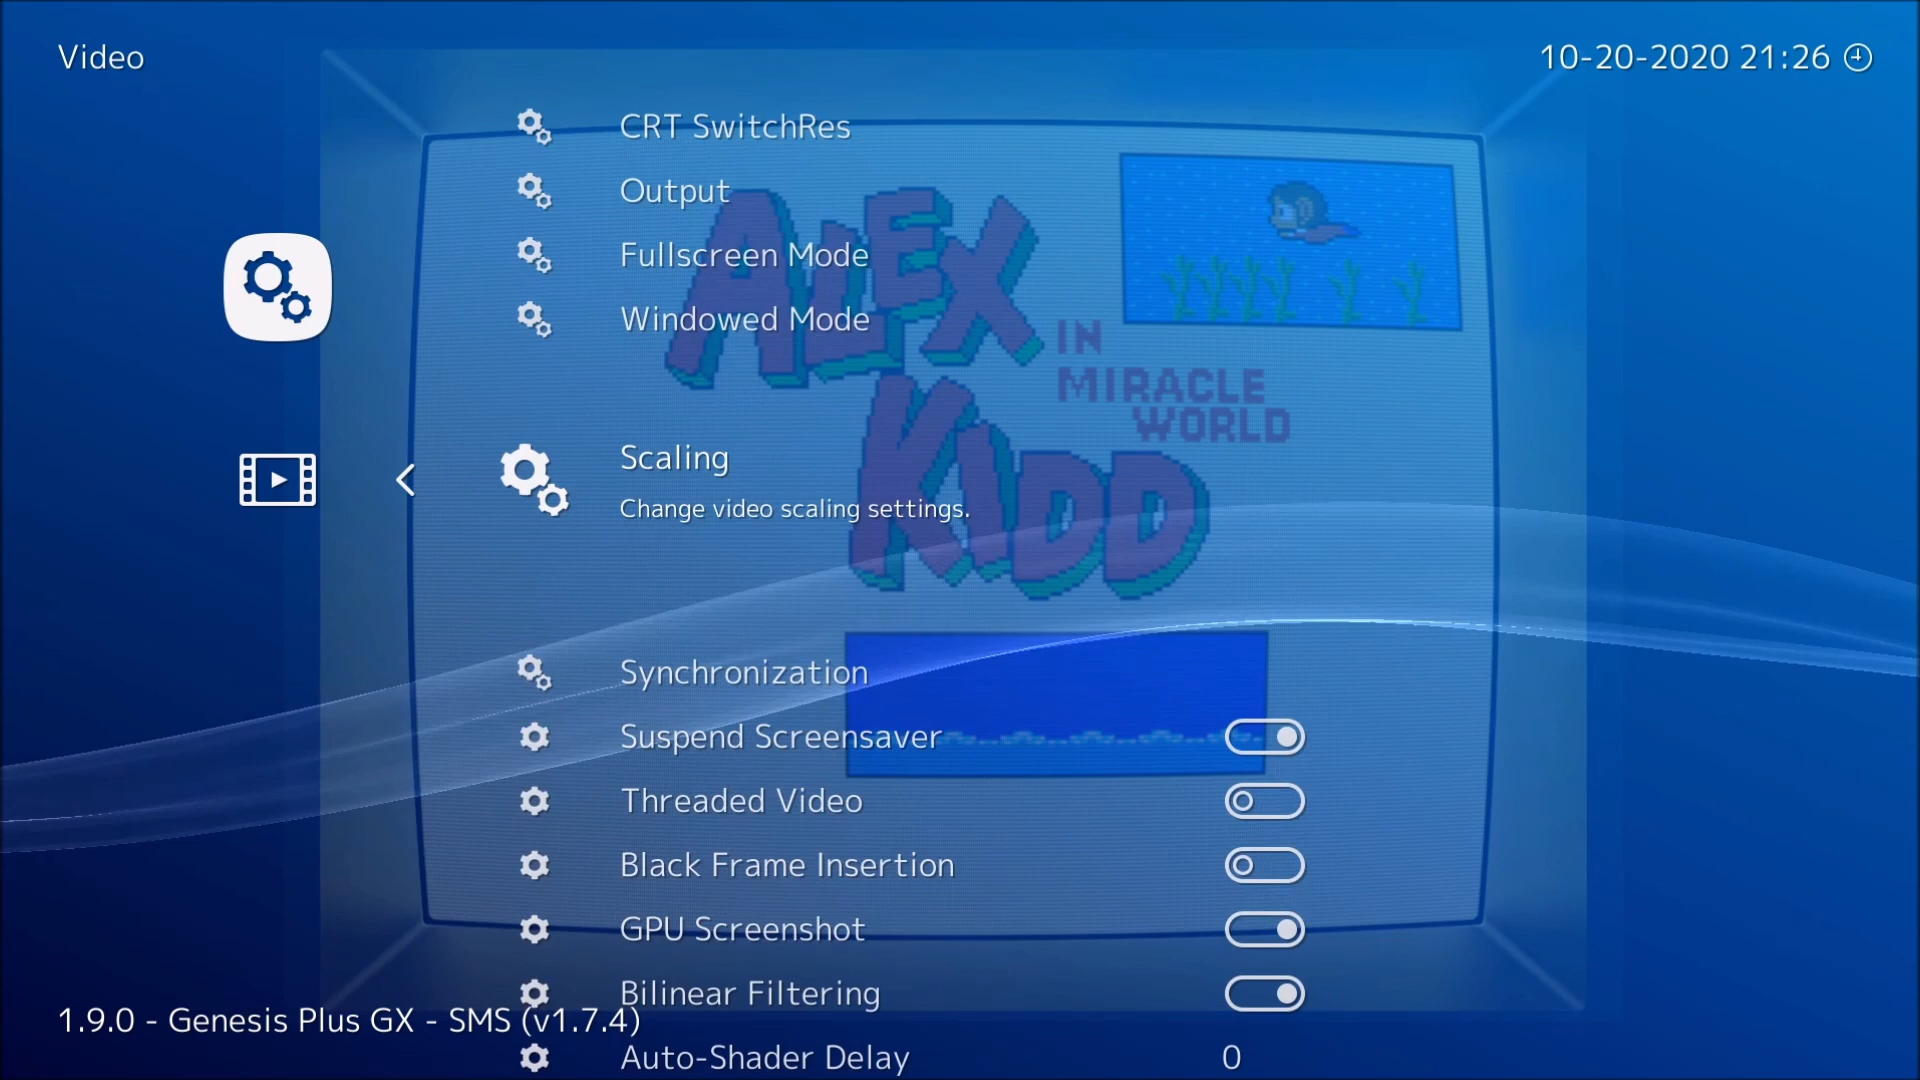 Video
10-20-2020 21:26
CRT SwitchRes
Output
Fullscreen Mode
Windowed Mode
ALEX
KIDD
IN
MIRACLE
WORLD
Scaling
Change video scaling settings.
Synchronization
Suspend Screensaver
Threaded Video
Black Frame Insertion
GPU Screenshot
Bilinear Filtering
1.9.0 - Genesis Plus GX - SMS (v1.7.4)
Auto-Shader Delay 0